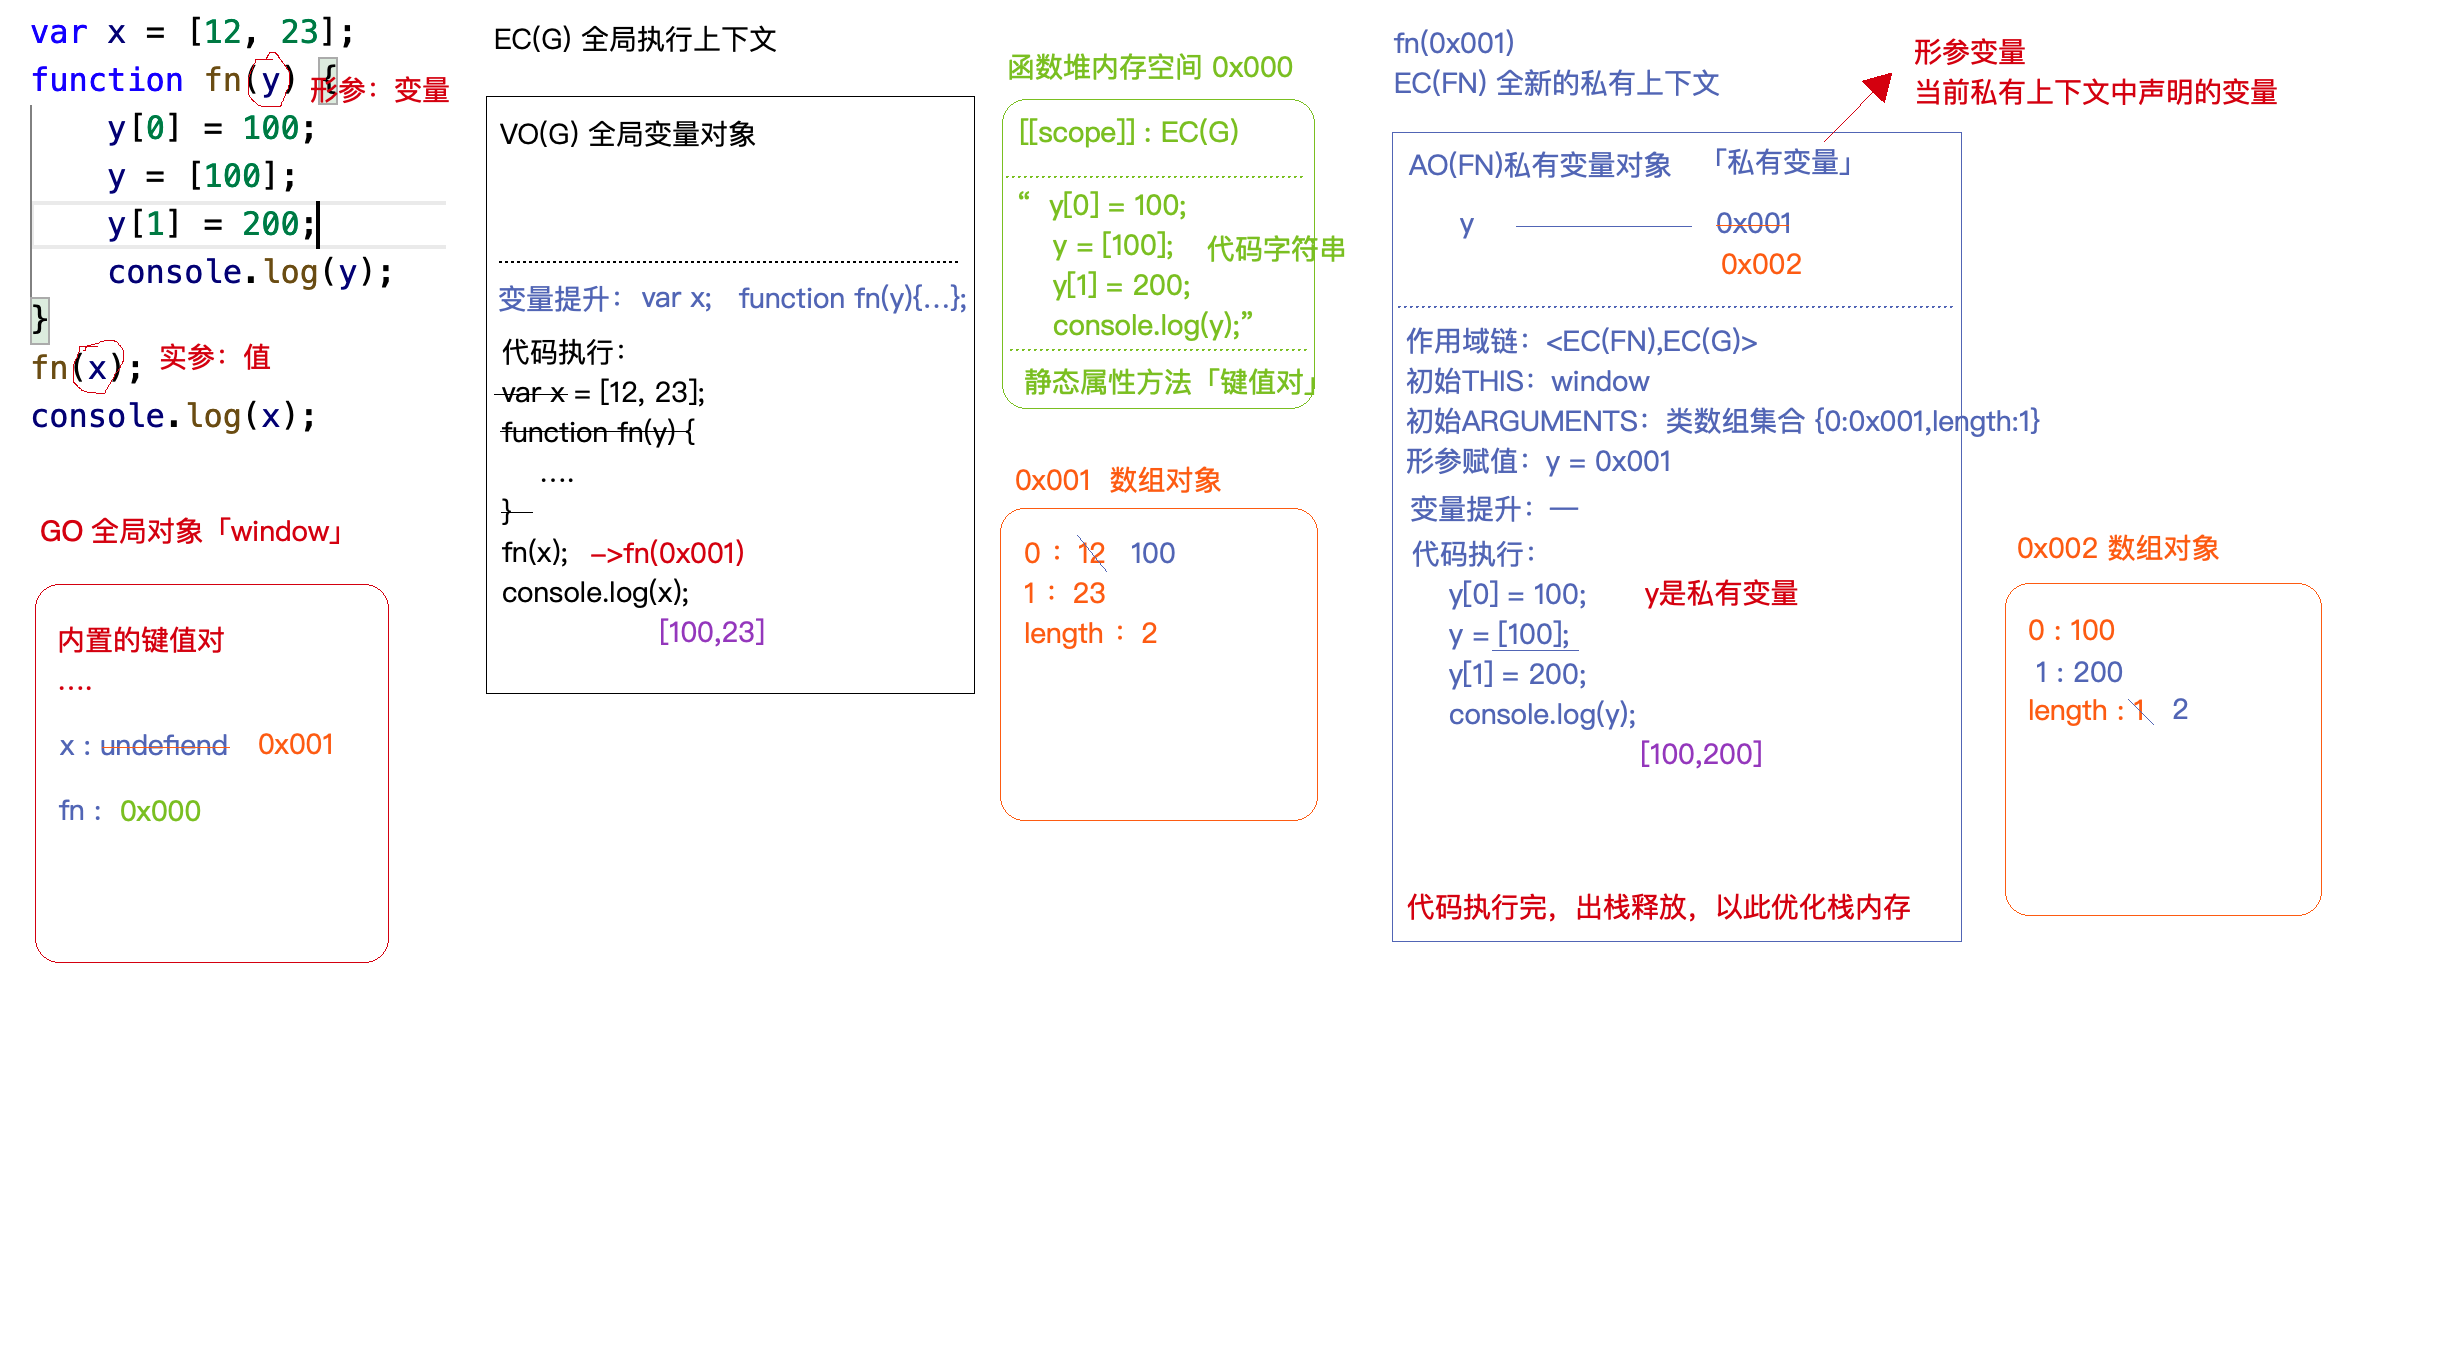 var x = [12, 23];
function fn(y) {
形参：变量
y[0] = 100;
y = [100];
y[1] = 200;
console.log(y);
}
fn(x);
实参：值
console.log(x);
GO 全局对象「window」
内置的键值对
....
x : undefiend 0x001
fn : 0x000
EC(G) 全局执行上下文
VO(G) 全局变量对象
变量提升： var x; function fn(y){...};
代码执行：
var x = [12, 23];
function fn(y) {
....
}
fn(x); –>fn(0x001)
console.log(x);
[100,23]
函数堆内存空间 0x000
[[scope]] : EC(G)
“ y[0] = 100;
y = [100]; 代码字符串
y[1] = 200;
console.log(y);”
静态属性方法「键值对」
0x001 数组对象
0 : 12 100
1 : 23
length : 2
fn(0x001)
EC(FN) 全新的私有上下文
形参变量
当前私有上下文中声明的变量
AO(FN)私有变量对象 「私有变量」
y 0x001
0x002
作用域链：<EC(FN),EC(G)>
初始THIS：window
初始ARGUMENTS：类数组集合 {0:0x001,length:1}
形参赋值：y = 0x001
变量提升：—
代码执行：
y[0] = 100; y是私有变量
y = [100];
y[1] = 200;
console.log(y);
[100,200]
代码执行完，出栈释放，以此优化栈内存
0x002 数组对象
0 : 100
1 : 200
length : 1 2